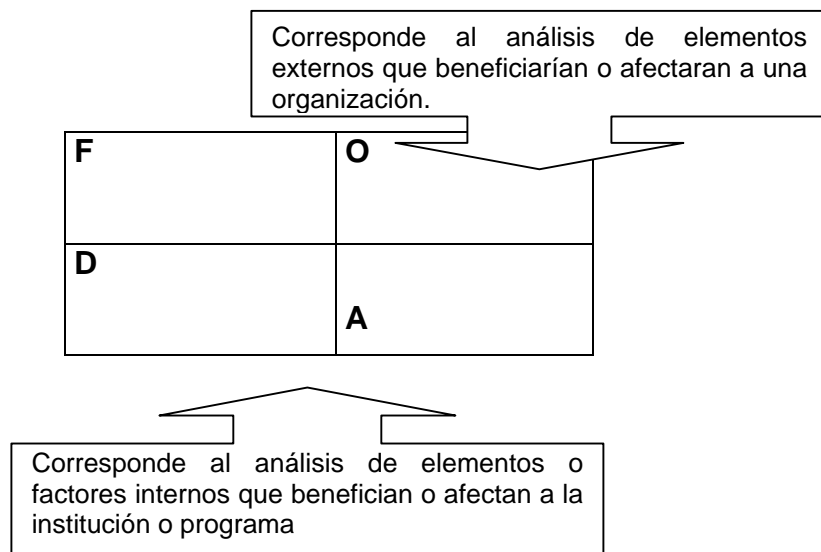 Corresponde al análisis de elementos
externos que beneficiarían o afectaran a una
organización.
F
O
D
A
Corresponde al análisis de elementos o
factores internos que benefician o afectan a la
institución o programa